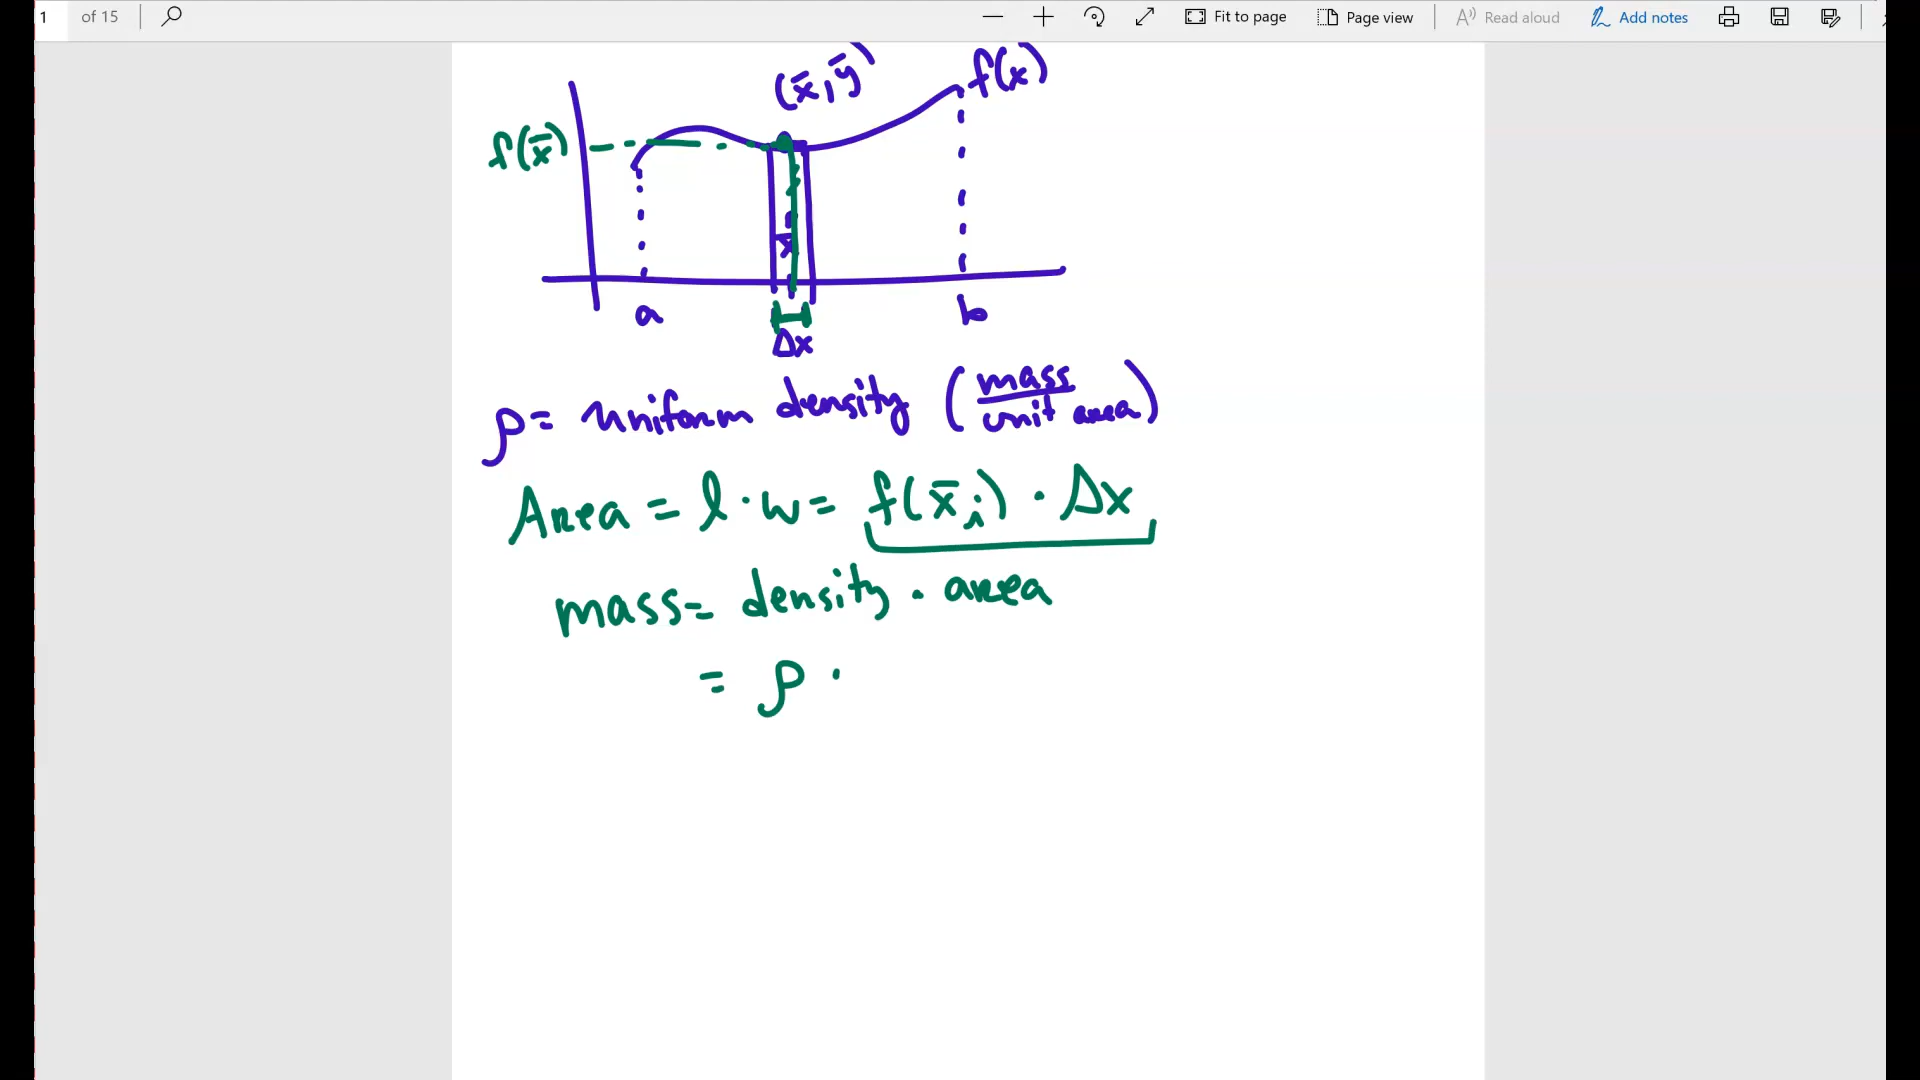 1 of 15 Fit to page Page view Read aloud Add notes
(x̄, ȳ) f(x)
f(x̄)
x̄
a b
Δx
ρ = uniform density (mass/unit area)
Area = l · w = f(x̄ᵢ) · Δx
mass = density · area
= ρ ·